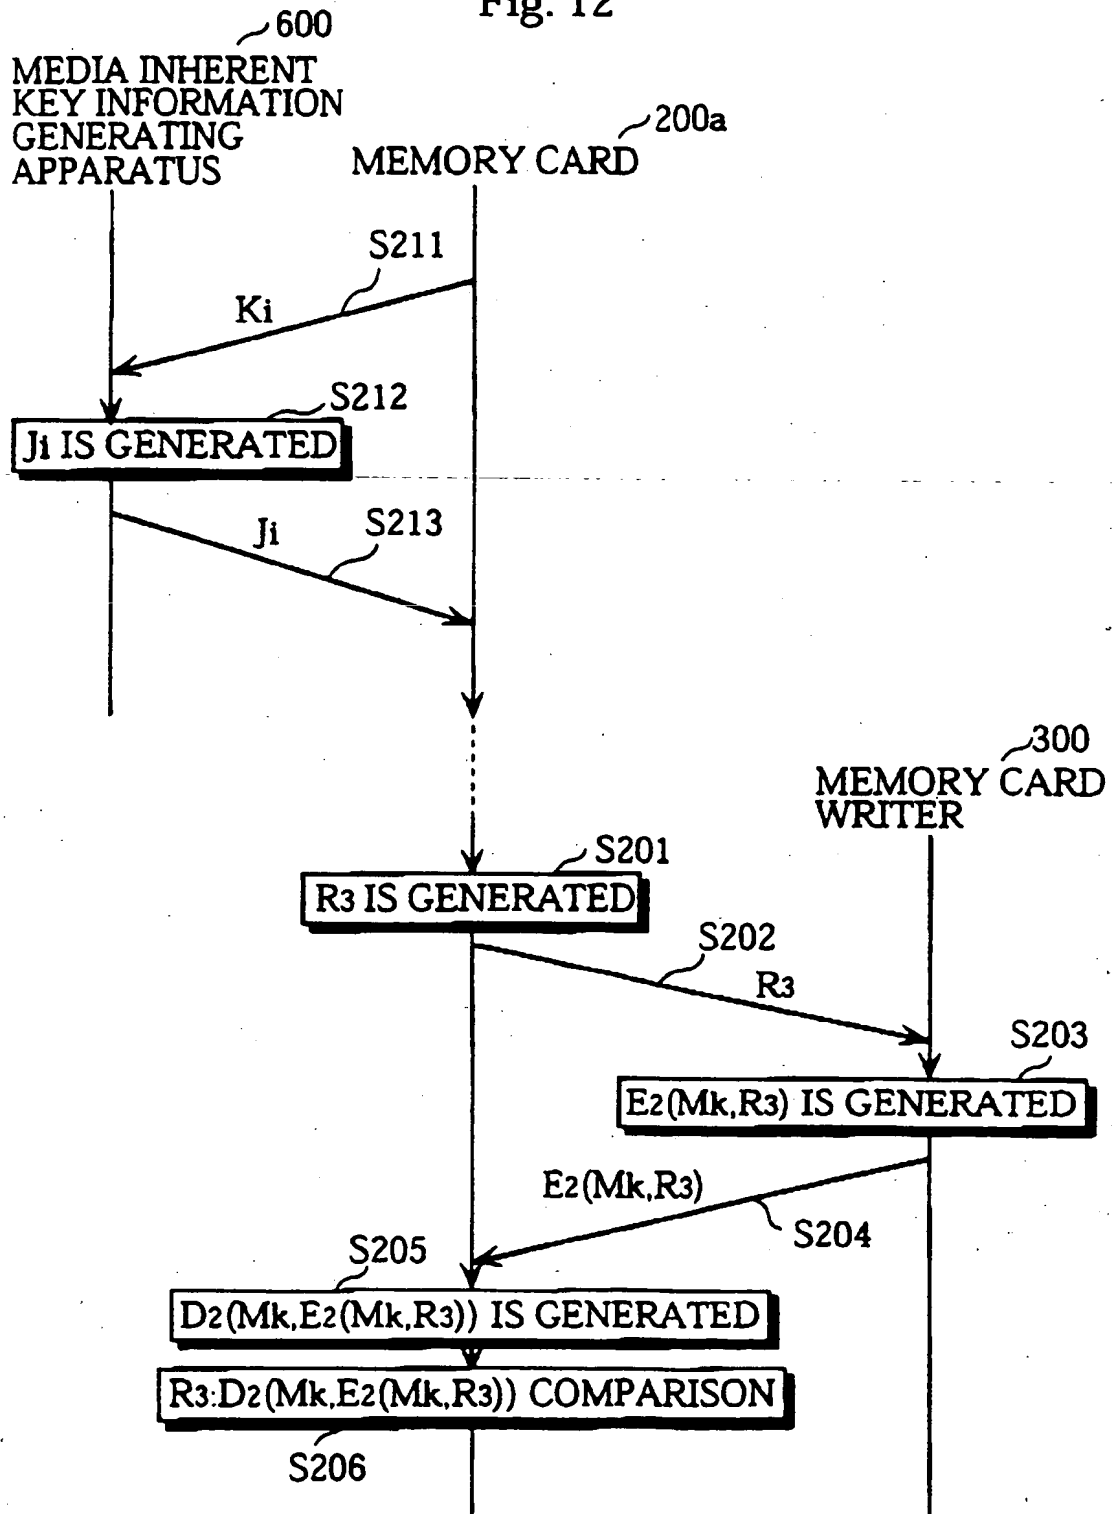 Fig. 12
600
MEDIA INHERENT
KEY INFORMATION
GENERATING
APPARATUS
200a
MEMORY CARD
S211
Ki
S212
Ji IS GENERATED
Ji
S213
300
MEMORY CARD
WRITER
S201
R3 IS GENERATED
S202
R3
S203
E2(Mk,R3) IS GENERATED
E2(Mk,R3)
S204
S205
D2(Mk,E2(Mk,R3)) IS GENERATED
R3:D2(Mk,E2(Mk,R3)) COMPARISON
S206